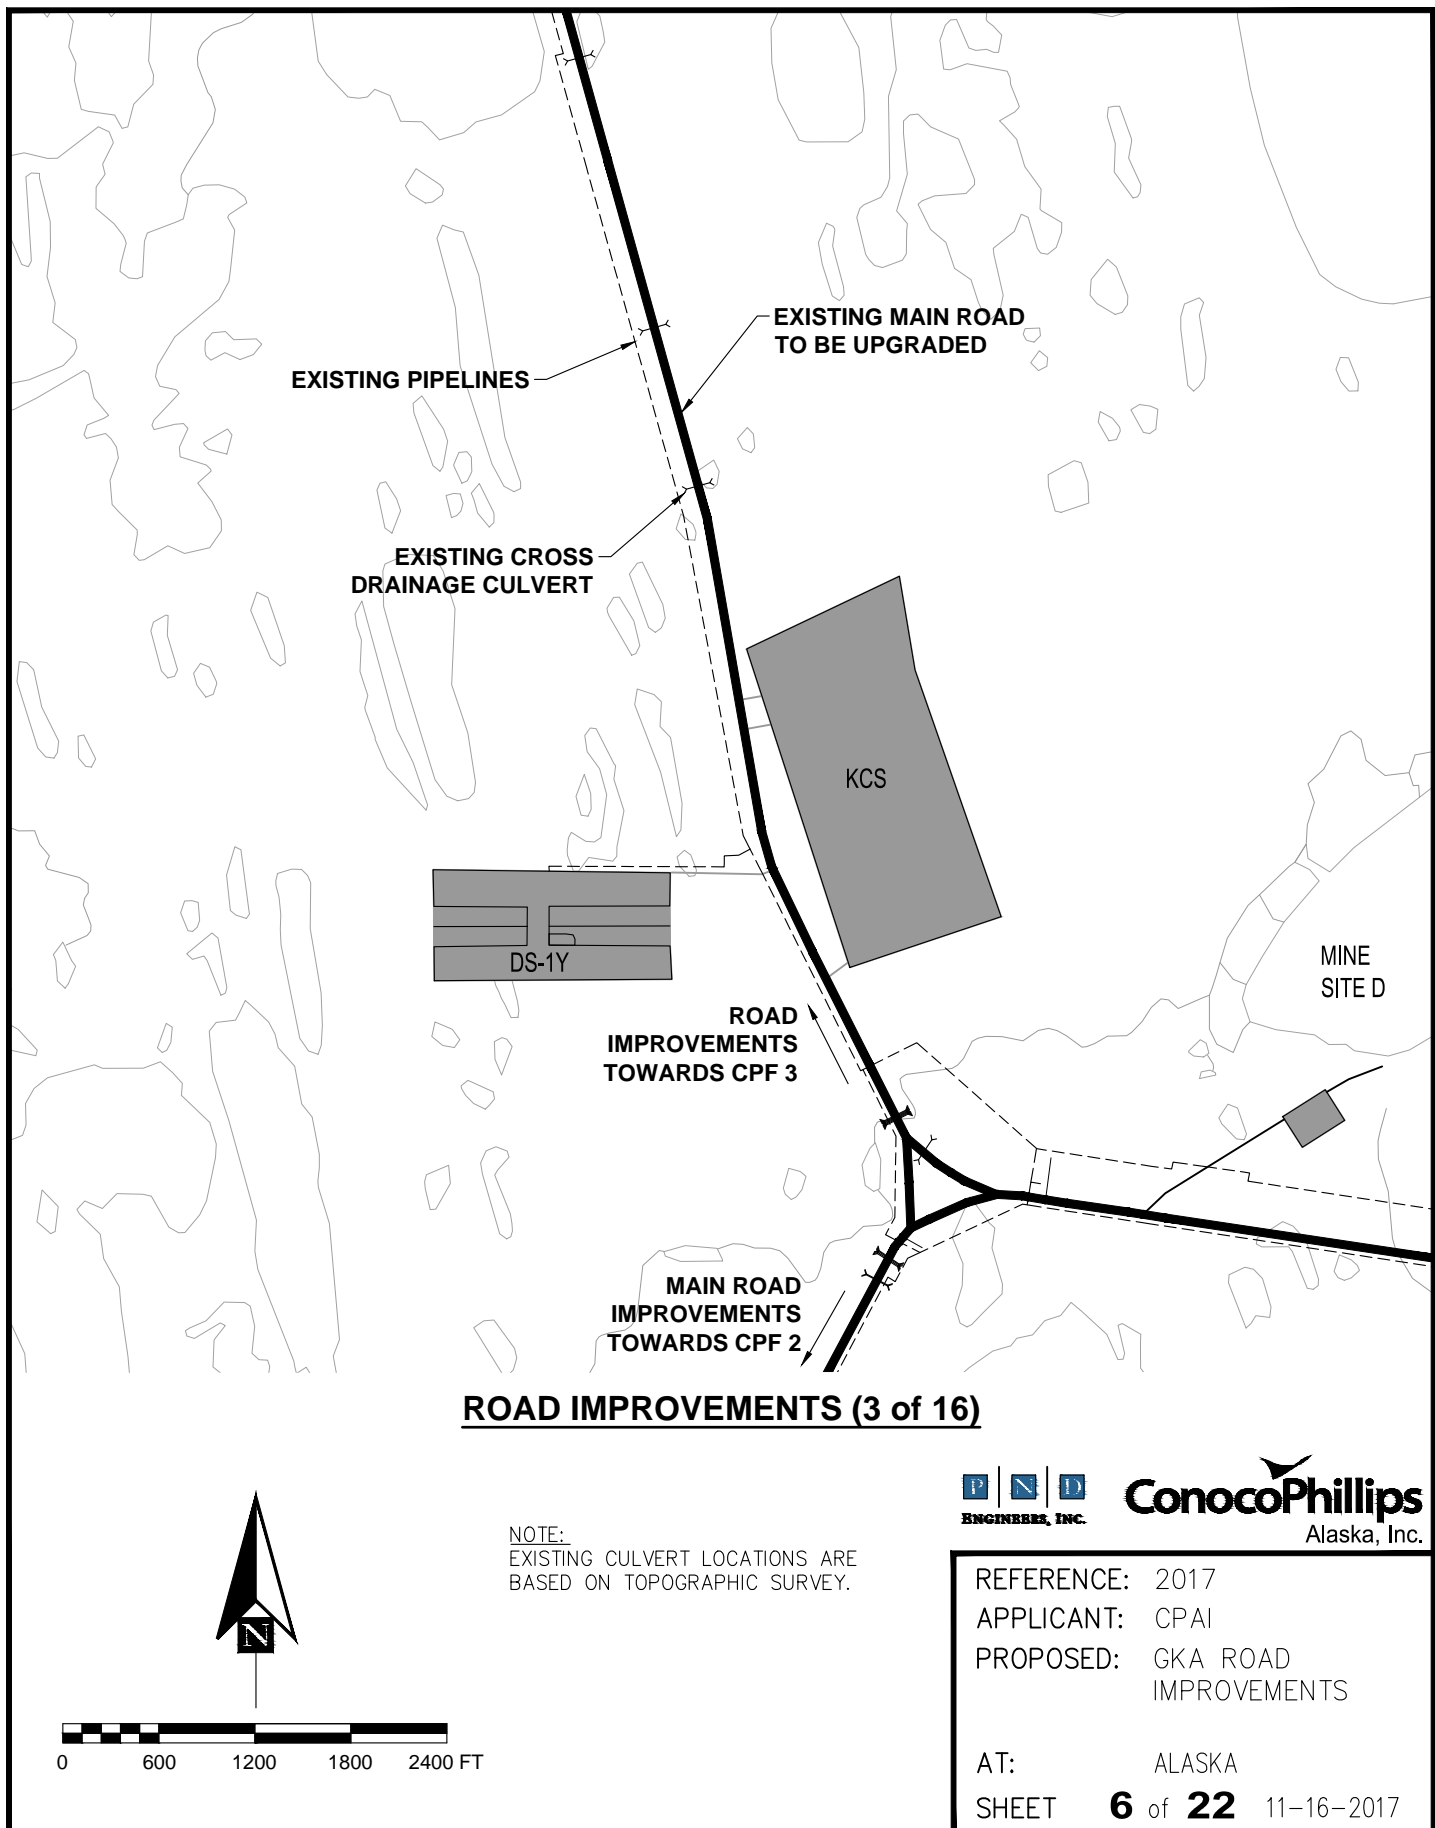 EXISTING MAIN ROAD
TO BE UPGRADED
EXISTING PIPELINES
EXISTING CROSS
DRAINAGE CULVERT
KCS
DS-1Y
MINE
SITE D
ROAD
IMPROVEMENTS
TOWARDS CPF 3
MAIN ROAD
IMPROVEMENTS
TOWARDS CPF 2
ROAD IMPROVEMENTS (3 of 16)
P N D
ENGINEERS, INC.
ConocoPhillips
Alaska, Inc.
NOTE:
EXISTING CULVERT LOCATIONS ARE
BASED ON TOPOGRAPHIC SURVEY.
N
0 600 1200 1800 2400 FT
REFERENCE: 2017
APPLICANT: CPAI
PROPOSED: GKA ROAD
IMPROVEMENTS
AT: ALASKA
SHEET 6 of 22 11-16-2017